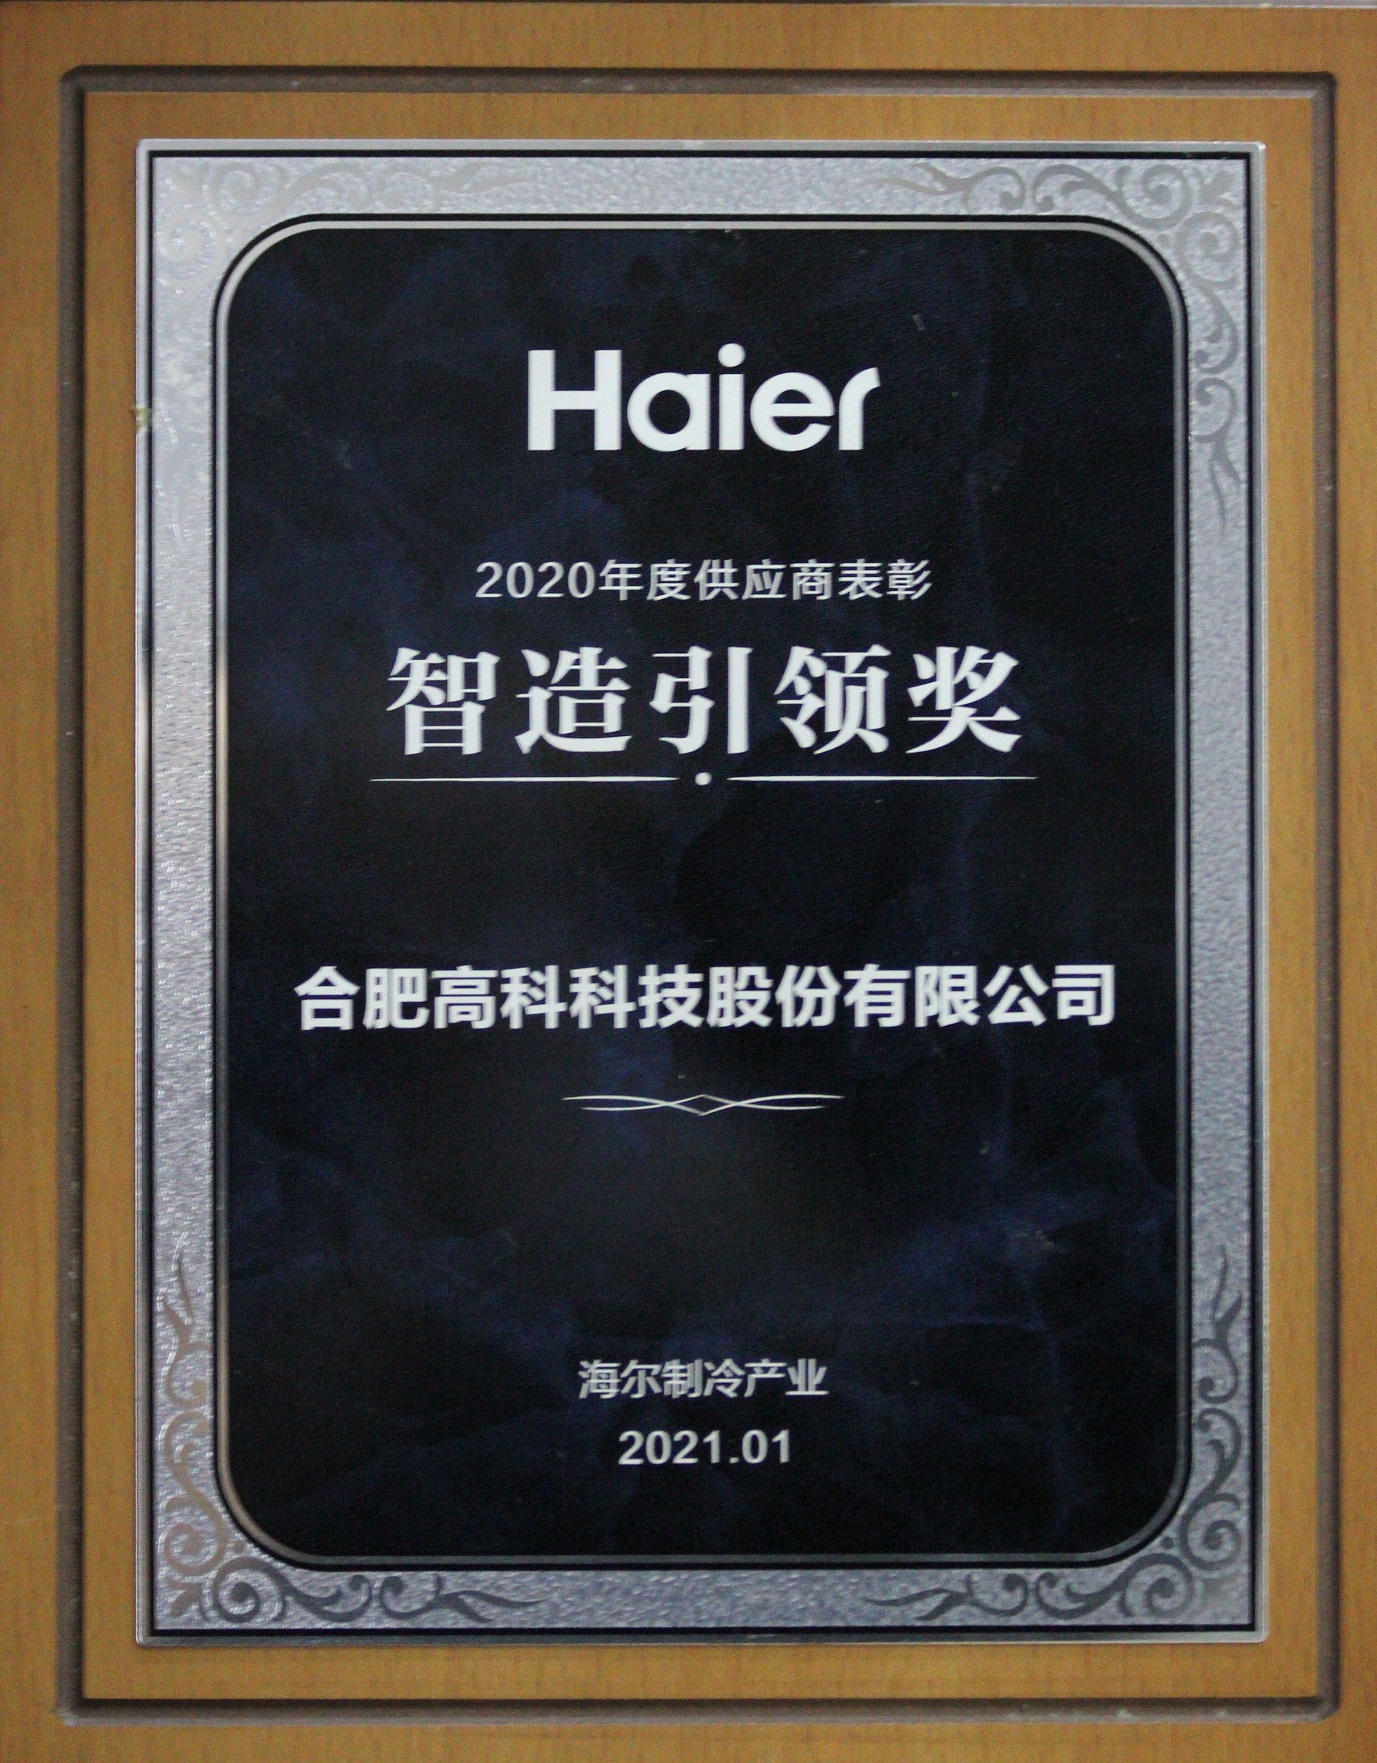 Haier
2020年度供应商表彰
智造引领奖
合肥高科科技股份有限公司
海尔制冷产业
2021.01